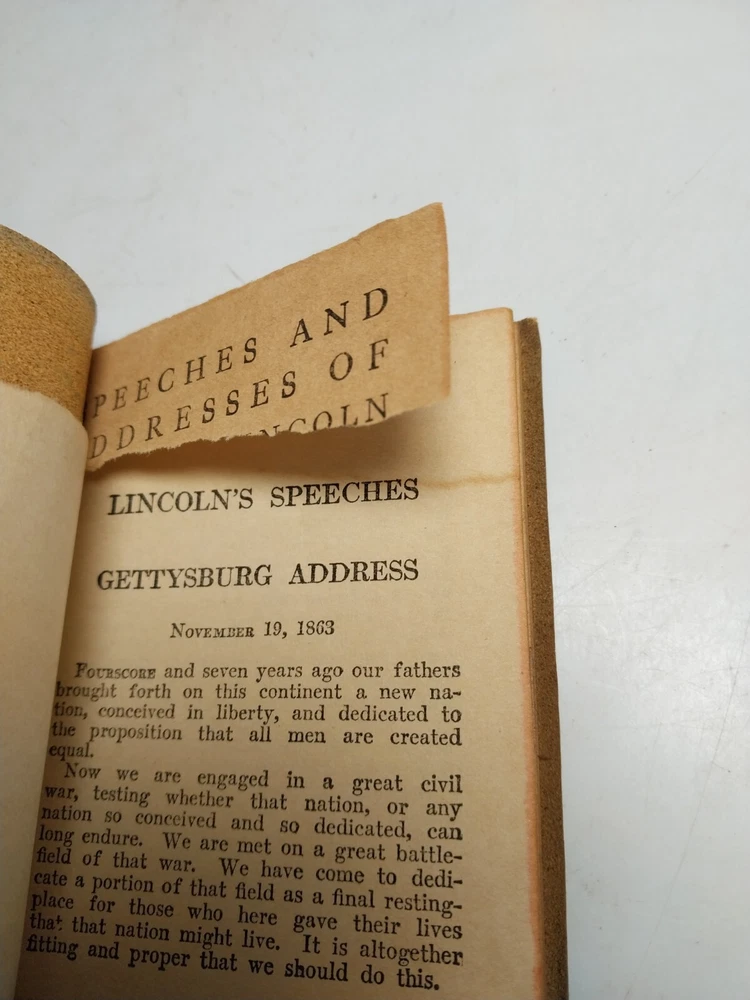 PEECHES AND
DDRESSES OF
NCOLN
LINCOLN'S SPEECHES
GETTYSBURG ADDRESS
NOVEMBER 19, 1863
FOURSCORE and seven years ago our fathers
brought forth on this continent a new na-
tion, conceived in liberty, and dedicated to
the proposition that all men are created
equal.
Now we are engaged in a great civil
war, testing whether that nation, or any
nation so conceived and so dedicated, can
long endure. We are met on a great battle-
field of that war. We have come to dedi-
cate a portion of that field as a final resting-
place for those who here gave their lives
that that nation might live. It is altogether
fitting and proper that we should do this.